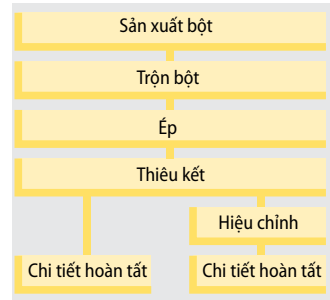 Sản xuất bột
Trộn bột
Ép
Thiêu kết
Hiệu chỉnh
Chi tiết hoàn tất
Chi tiết hoàn tất